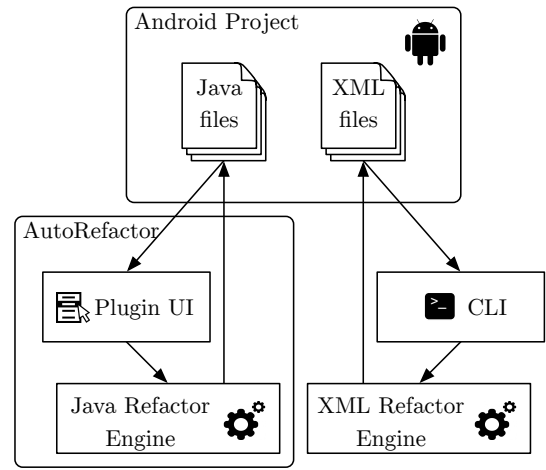 Android Project
Java
files
XML
files
AutoRefactor
Plugin UI
>_
CLI
Java Refactor
Engine
XML Refactor
Engine